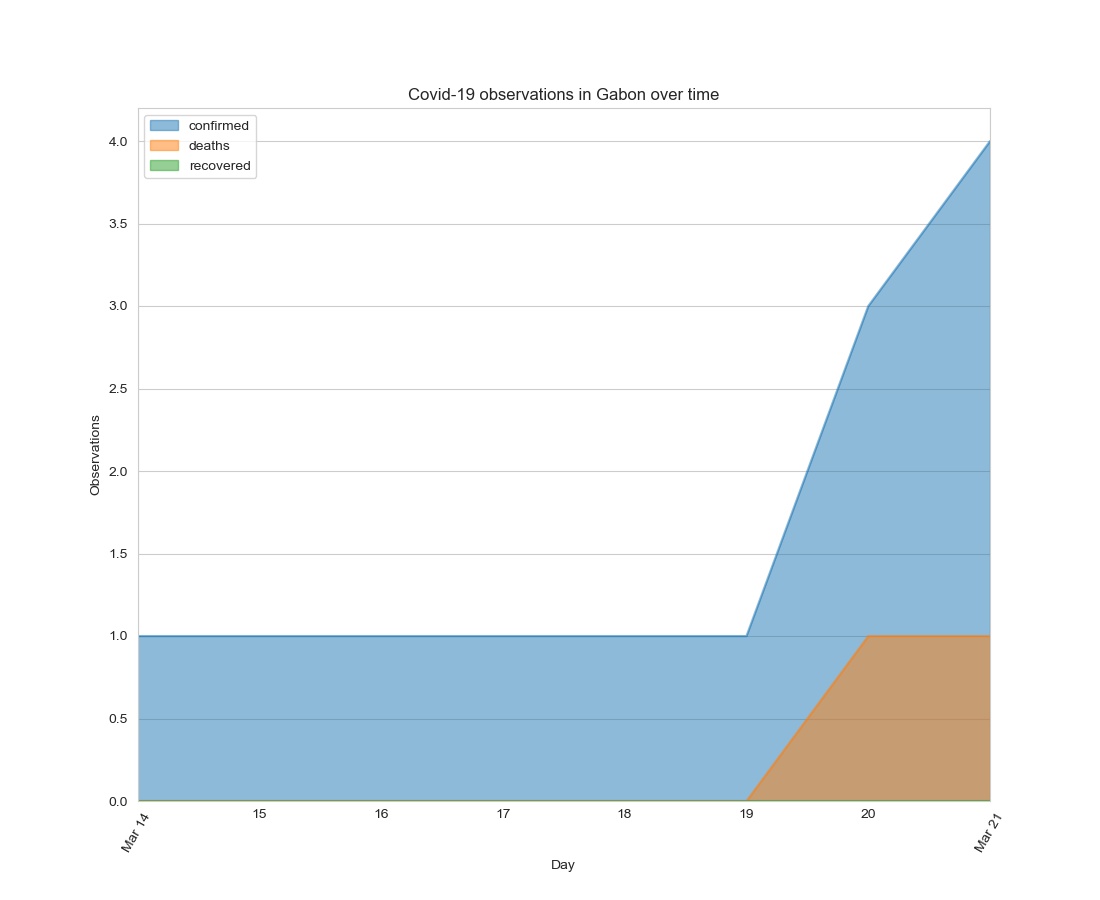 Covid-19 observations in Gabon over time
confirmed
deaths
recovered
4.0
3.5
3.0
2.5
2.0
1.5
1.0
0.5
0.0
Observations
Mar 14 15 16 17 18 19 20 Mar 21
Day